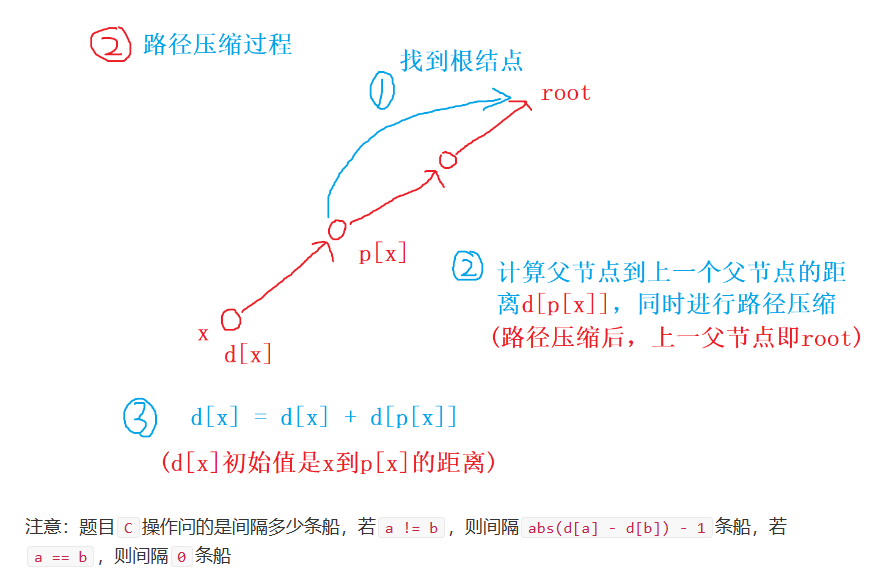 ② 路径压缩过程
找到根结点
①
root
p[x]
② 计算父节点到上一个父节点的距
离d[p[x]]，同时进行路径压缩
(路径压缩后，上一父节点即root)
x
d[x]
③ d[x] = d[x] + d[p[x]]
(d[x]初始值是x到p[x]的距离)
注意：题目 C 操作问的是间隔多少条船，若 a != b ，则间隔 abs(d[a] - d[b]) - 1 条船，若
a == b ，则间隔 0 条船